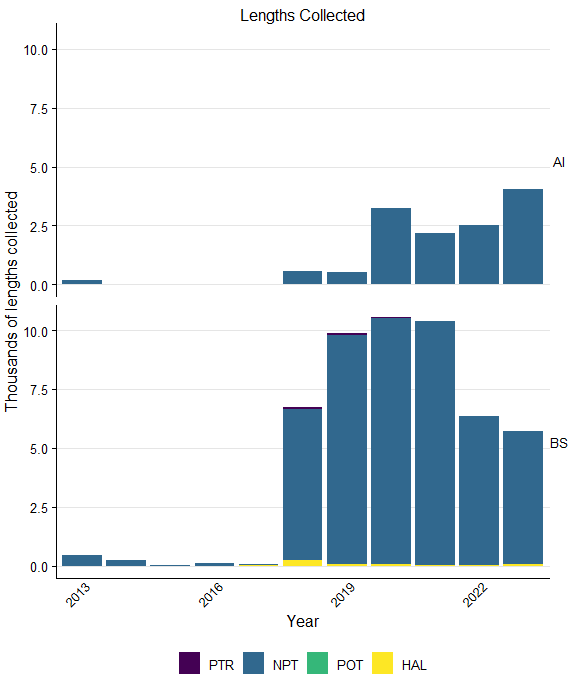 Lengths Collected
10.0
7.5
5.0
2.5
0.0
AI
Thousands of lengths collected
10.0
7.5
5.0
2.5
0.0
BS
2013
2016
2019
2022
Year
PTR
NPT
POT
HAL